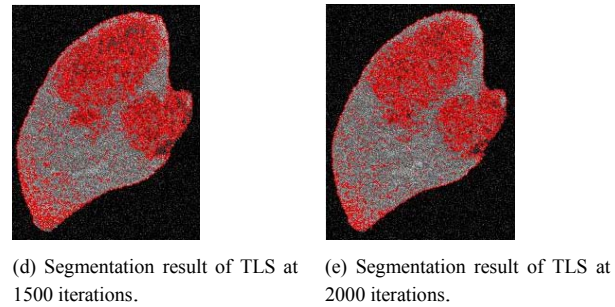 (d) Segmentation result of TLS at
1500 iterations.
(e) Segmentation result of TLS at
2000 iterations.